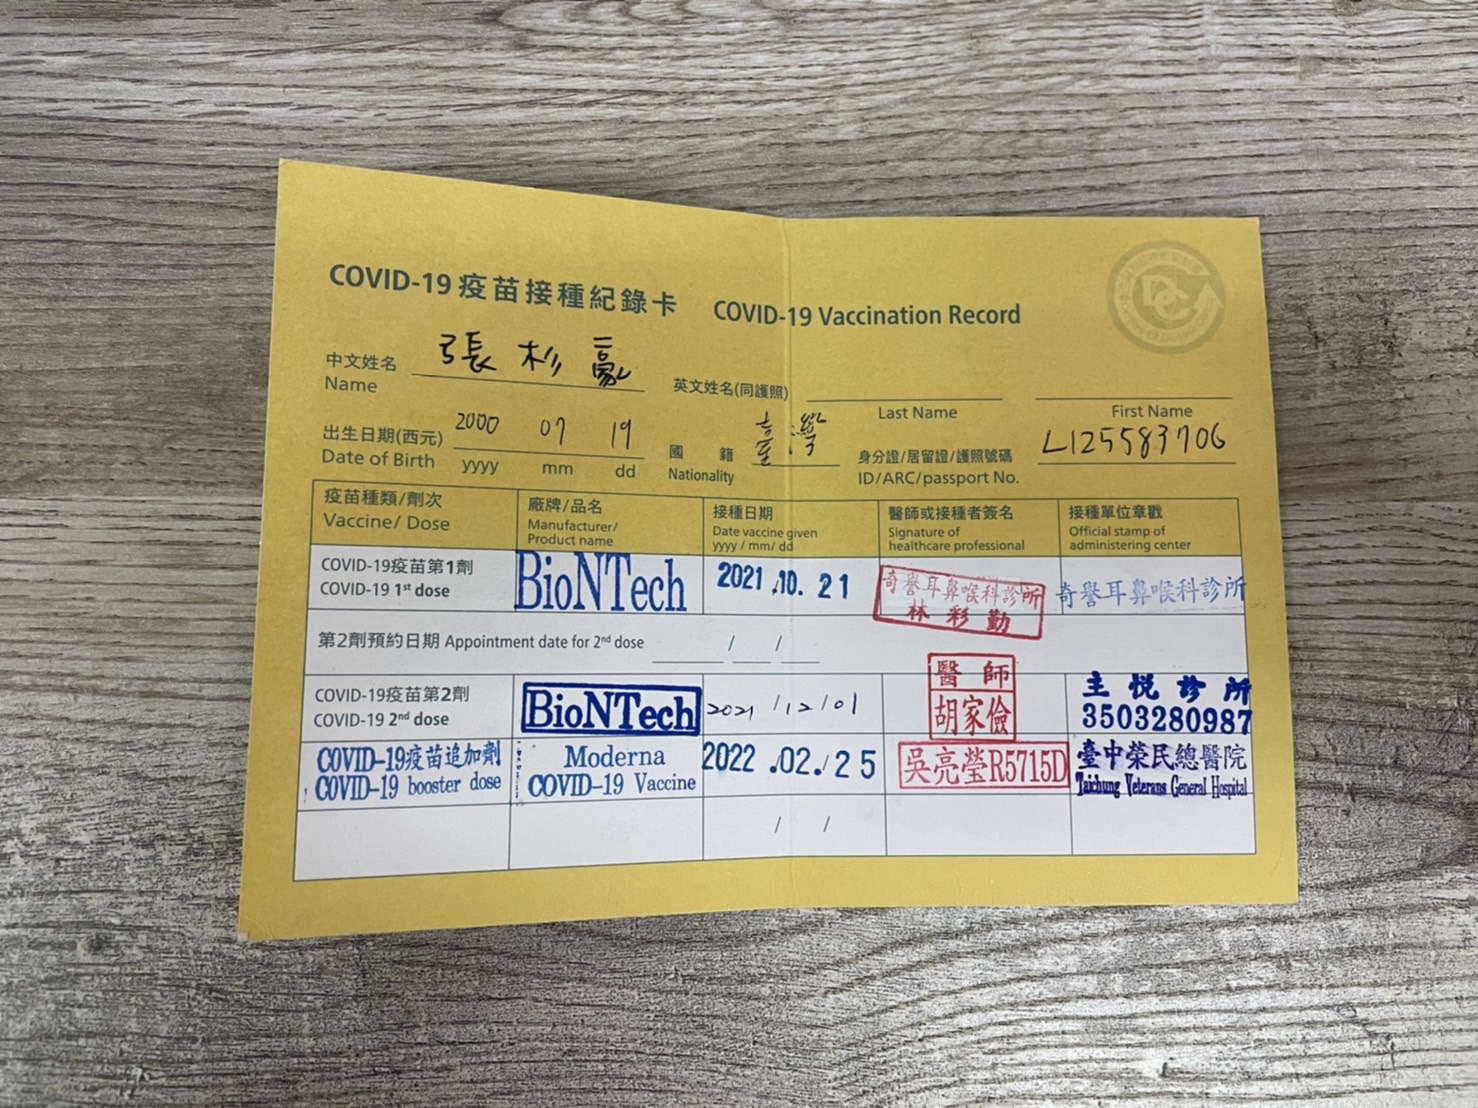 COVID-19 疫苗接種紀錄卡 COVID-19 Vaccination Record
中文姓名 張杉豪
Name
英文姓名(同護照)
Last Name First Name
出生日期(西元) 2000 07 19
Date of Birth yyyy mm dd
國籍 臺灣
Nationality
身分證/居留證/護照號碼 L125583706
ID/ARC/passport No.
疫苗種類/劑次 廠牌/品名 接種日期 醫師或接種者簽名 接種單位章戳
Vaccine/ Dose Manufacturer/ Product name Date vaccine given yyyy / mm/ dd Signature of healthcare professional Official stamp of administering center
COVID-19疫苗第1劑 BioNTech 2021.10.21 奇譽耳鼻喉科診所 奇譽耳鼻喉科診所
COVID-19 1st dose 林彩勤
第2劑預約日期 Appointment date for 2nd dose / /
COVID-19疫苗第2劑 BioNTech 2021/12/01 醫師 主悅診所
COVID-19 2nd dose 胡家儉 3503280987
COVID-19疫苗追加劑 Moderna 2022.02./25 吳亮瑩R5715D 臺中榮民總醫院
COVID-19 booster dose COVID-19 Vaccine Taichung Veterans General Hospital
/ /